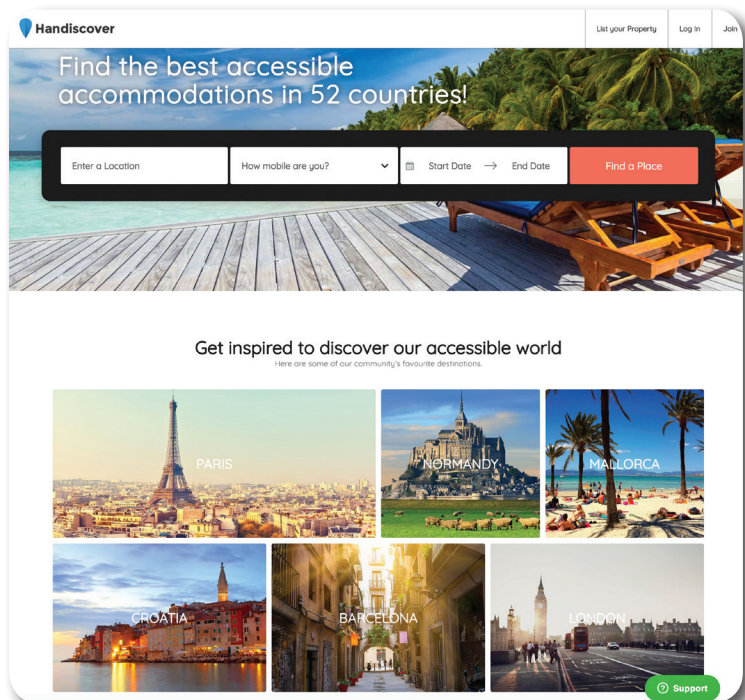 Handiscover
List your Property
Log In
Join
Find the best accessible
accommodations in 52 countries!
Enter a Location
How mobile are you?
Start Date → End Date
Find a Place
Get inspired to discover our accessible world
Here are some of our community's favourite destinations.
PARIS
NORMANDY
MALLORCA
CROATIA
BARCELONA
LONDON
Support